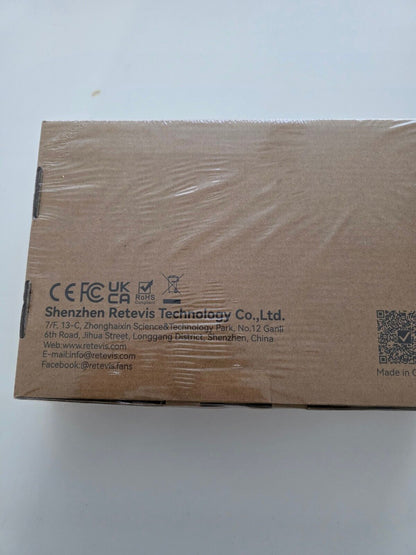 CE FC UK CA RoHS
Compliant
Shenzhen Retevis Technology Co.,Ltd.
7/F, 13-C, Zhonghaixin Science&Technology Park, No.12 Ganli
6th Road, Jihua Street, Longgang District, Shenzhen, China
Web:www.retevis.com
E-mail:info@retevis.com
Facebook:@retevis.fans
Made in